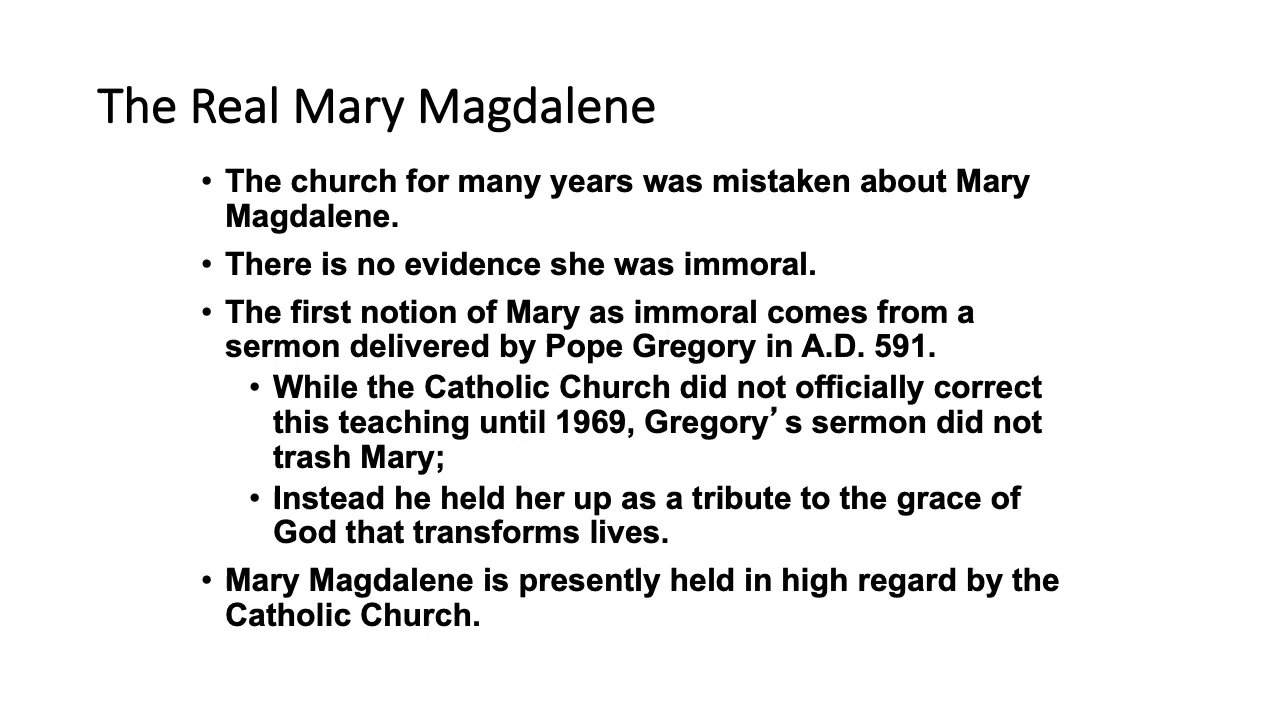 The Real Mary Magdalene
• The church for many years was mistaken about Mary
Magdalene.
• There is no evidence she was immoral.
• The first notion of Mary as immoral comes from a
sermon delivered by Pope Gregory in A.D. 591.
• While the Catholic Church did not officially correct
this teaching until 1969, Gregory’s sermon did not
trash Mary;
• Instead he held her up as a tribute to the grace of
God that transforms lives.
• Mary Magdalene is presently held in high regard by the
Catholic Church.